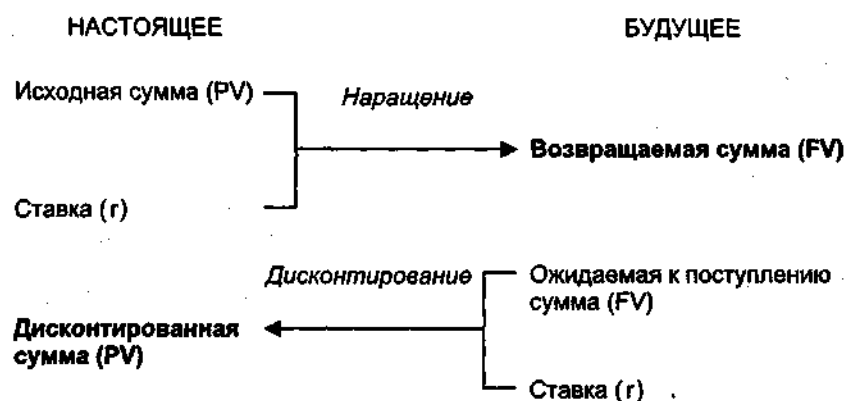 НАСТОЯЩЕЕ
БУДУЩЕЕ
Исходная сумма (PV)
Наращение
Возвращаемая сумма (FV)
Ставка (r)
Дисконтирование
Ожидаемая к поступлению
сумма (FV)
Дисконтированная
сумма (PV)
Ставка (r)